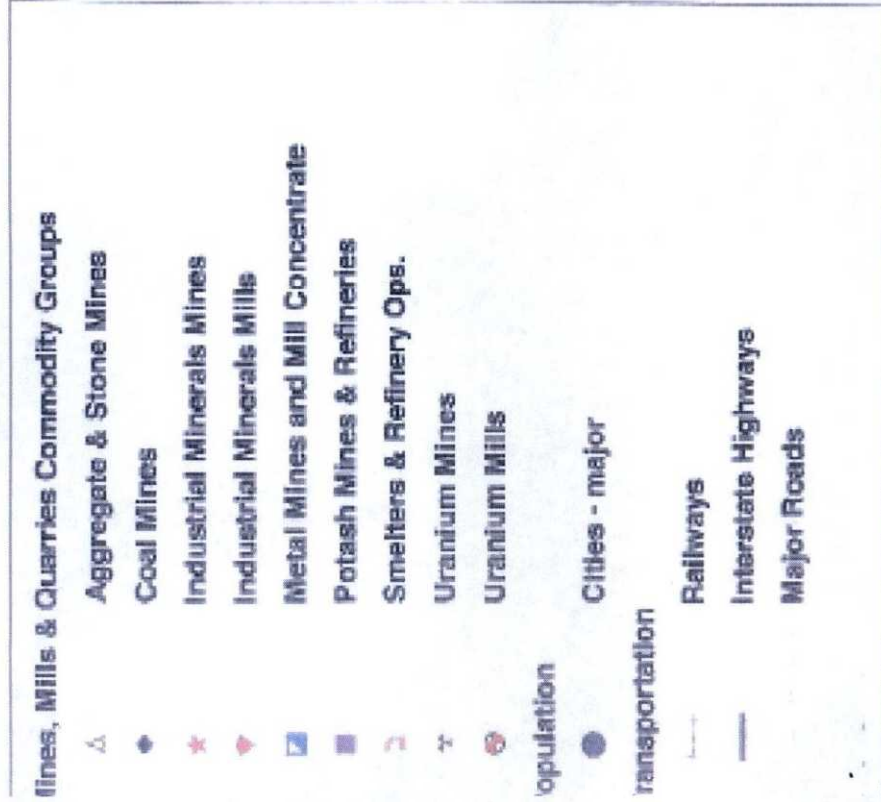 lines, Mills & Quarries Commodity Groups
Aggregate & Stone Mines
Coal Mines
Industrial Minerals Mines
Industrial Minerals Mills
Metal Mines and Mill Concentrate
Potash Mines & Refineries
Smelters & Refinery Ops.
Uranium Mines
Uranium Mills
opulation
Cities - major
ransportation
Railways
Interstate Highways
Major Roads